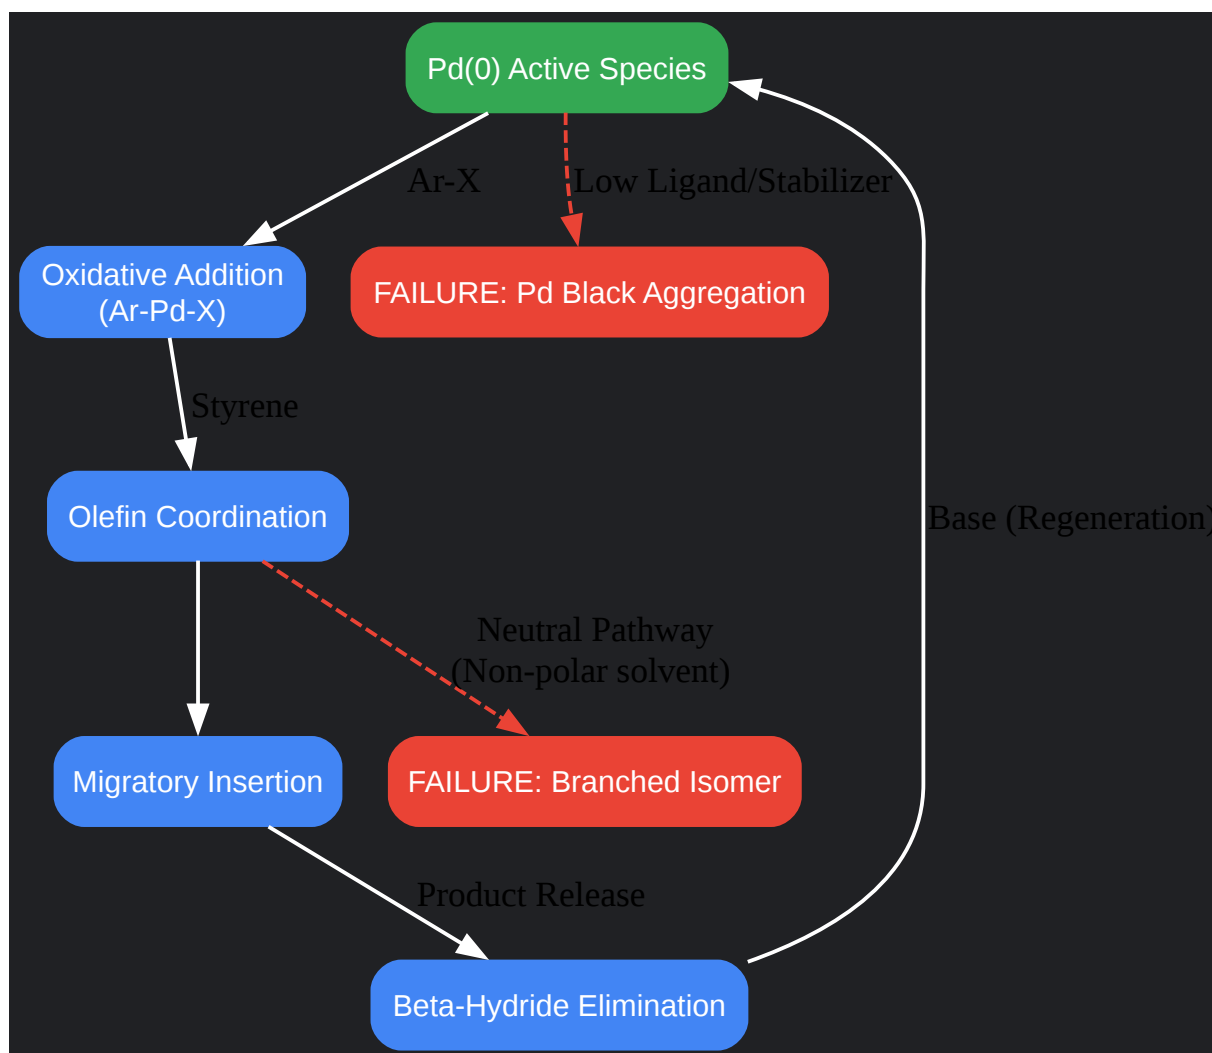 Pd(0) Active Species
Ar-X
Low Ligand/Stabilizer
Oxidative Addition
(Ar-Pd-X)
FAILURE: Pd Black Aggregation
Styrene
Olefin Coordination
Base (Regeneration)
Neutral Pathway
(Non-polar solvent)
Migratory Insertion
FAILURE: Branched Isomer
Product Release
Beta-Hydride Elimination